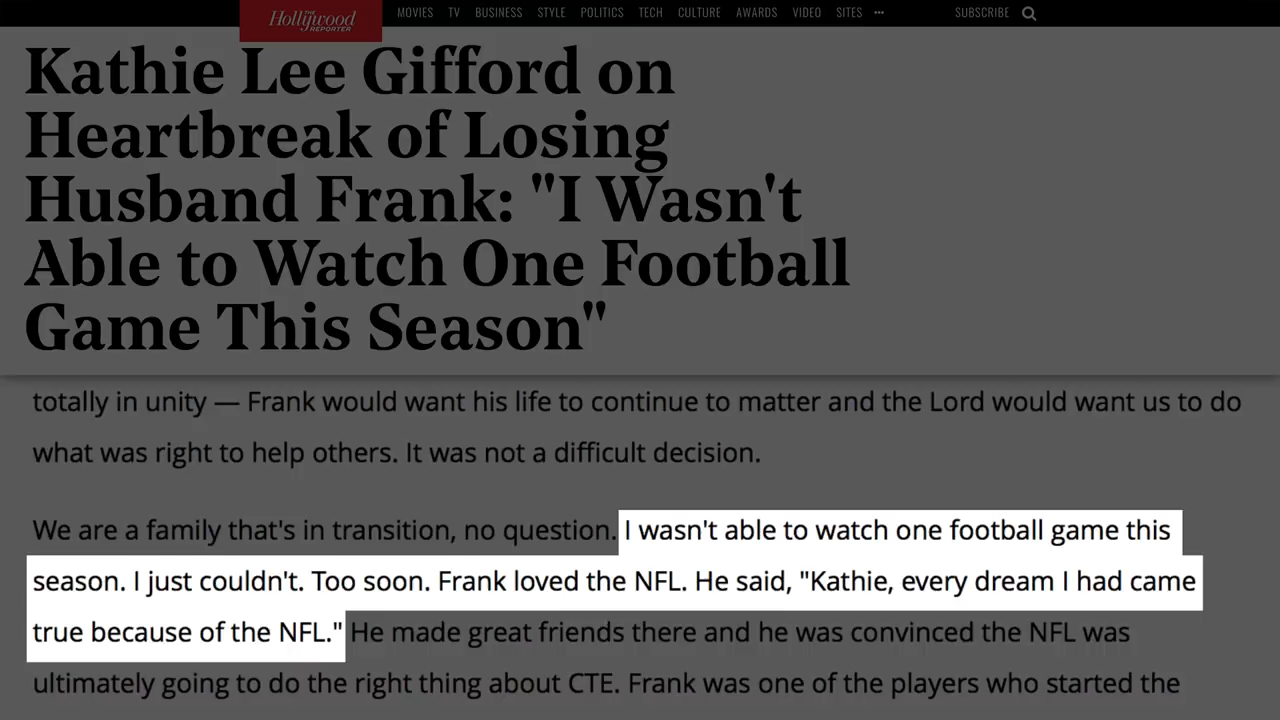 THE
Hollywood
REPORTER
MOVIES TV BUSINESS STYLE POLITICS TECH CULTURE AWARDS VIDEO SITES ••• SUBSCRIBE
Kathie Lee Gifford on
Heartbreak of Losing
Husband Frank: "I Wasn't
Able to Watch One Football
Game This Season"
totally in unity — Frank would want his life to continue to matter and the Lord would want us to do
what was right to help others. It was not a difficult decision.
We are a family that's in transition, no question. I wasn't able to watch one football game this
season. I just couldn't. Too soon. Frank loved the NFL. He said, "Kathie, every dream I had came
true because of the NFL." He made great friends there and he was convinced the NFL was
ultimately going to do the right thing about CTE. Frank was one of the players who started the